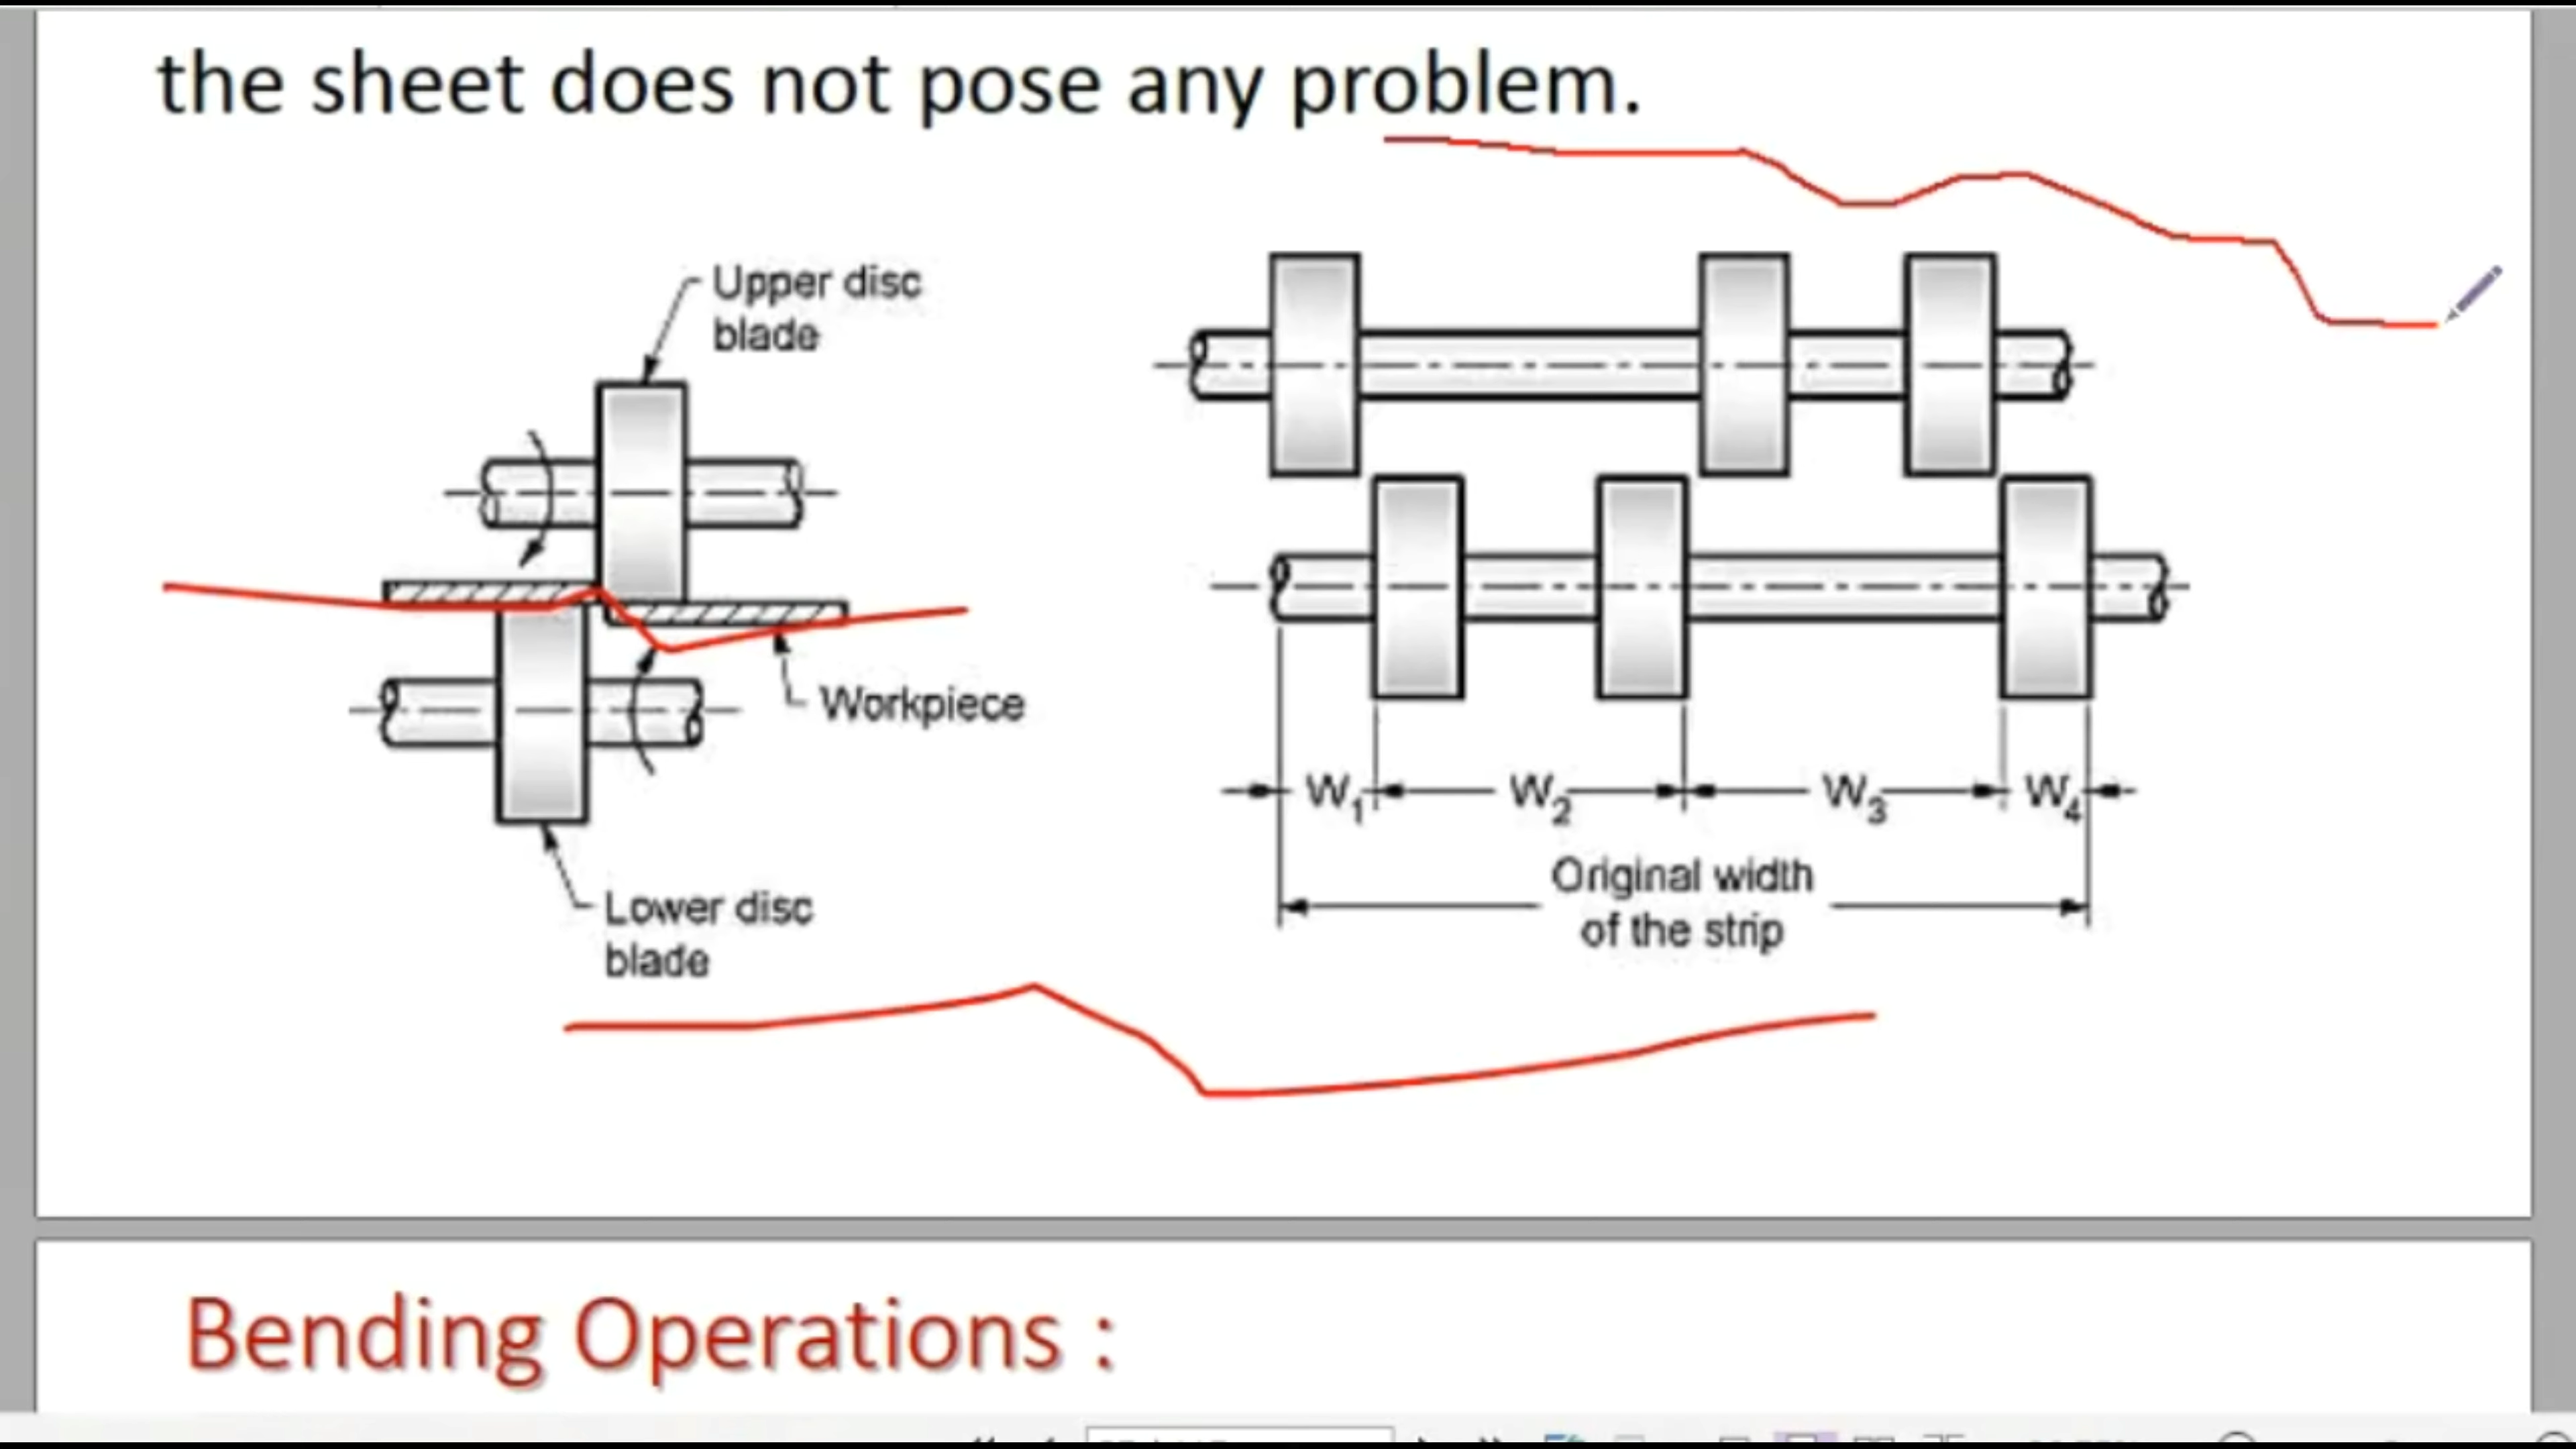 the sheet does not pose any problem.
Upper disc
blade
Workpiece
Lower disc
blade
W1 W2 W3 W4
Original width
of the strip
Bending Operations :